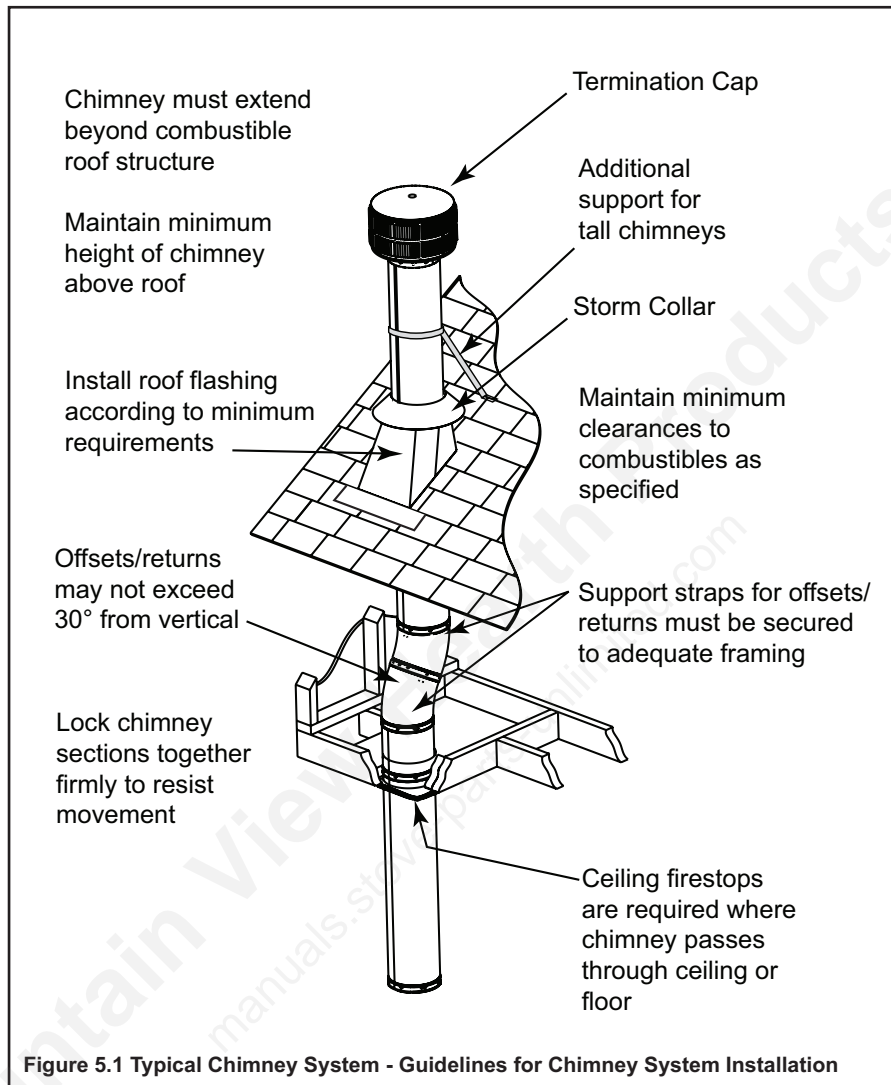 Chimney must extend
beyond combustible
roof structure
Maintain minimum
height of chimney
above roof
Install roof flashing
according to minimum
requirements
Offsets/returns
may not exceed
30° from vertical
Lock chimney
sections together
firmly to resist
movement
Termination Cap
Additional
support for
tall chimneys
Storm Collar
Maintain minimum
clearances to
combustibles as
specified
Support straps for offsets/
returns must be secured
to adequate framing
Ceiling firestops
are required where
chimney passes
through ceiling or
floor
Figure 5.1 Typical Chimney System - Guidelines for Chimney System Installation